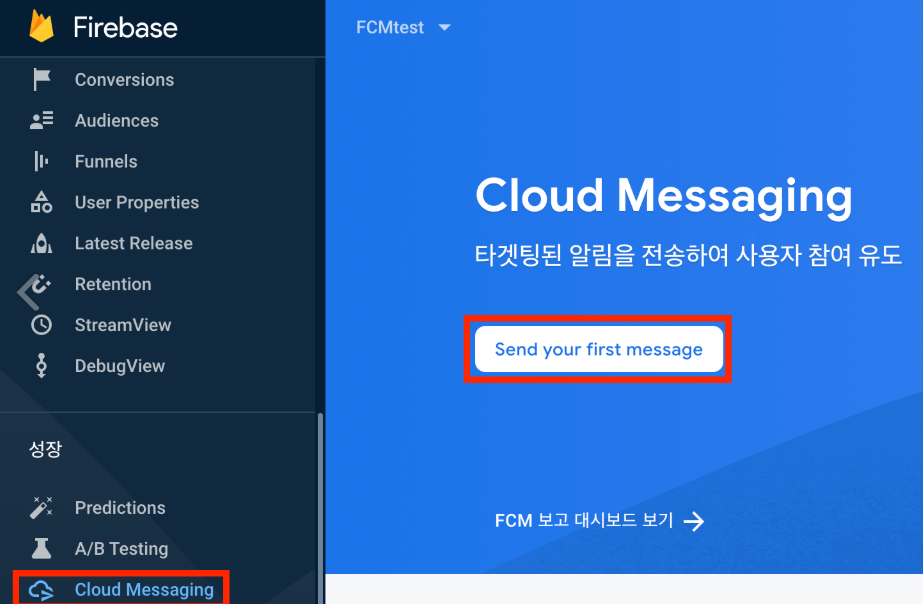 Firebase
Conversions
Audiences
Funnels
User Properties
Latest Release
Retention
StreamView
DebugView
성장
Predictions
A/B Testing
Cloud Messaging
FCMtest
Cloud Messaging
타겟팅된 알림을 전송하여 사용자 참여 유도
Send your first message
FCM 보고 대시보드 보기